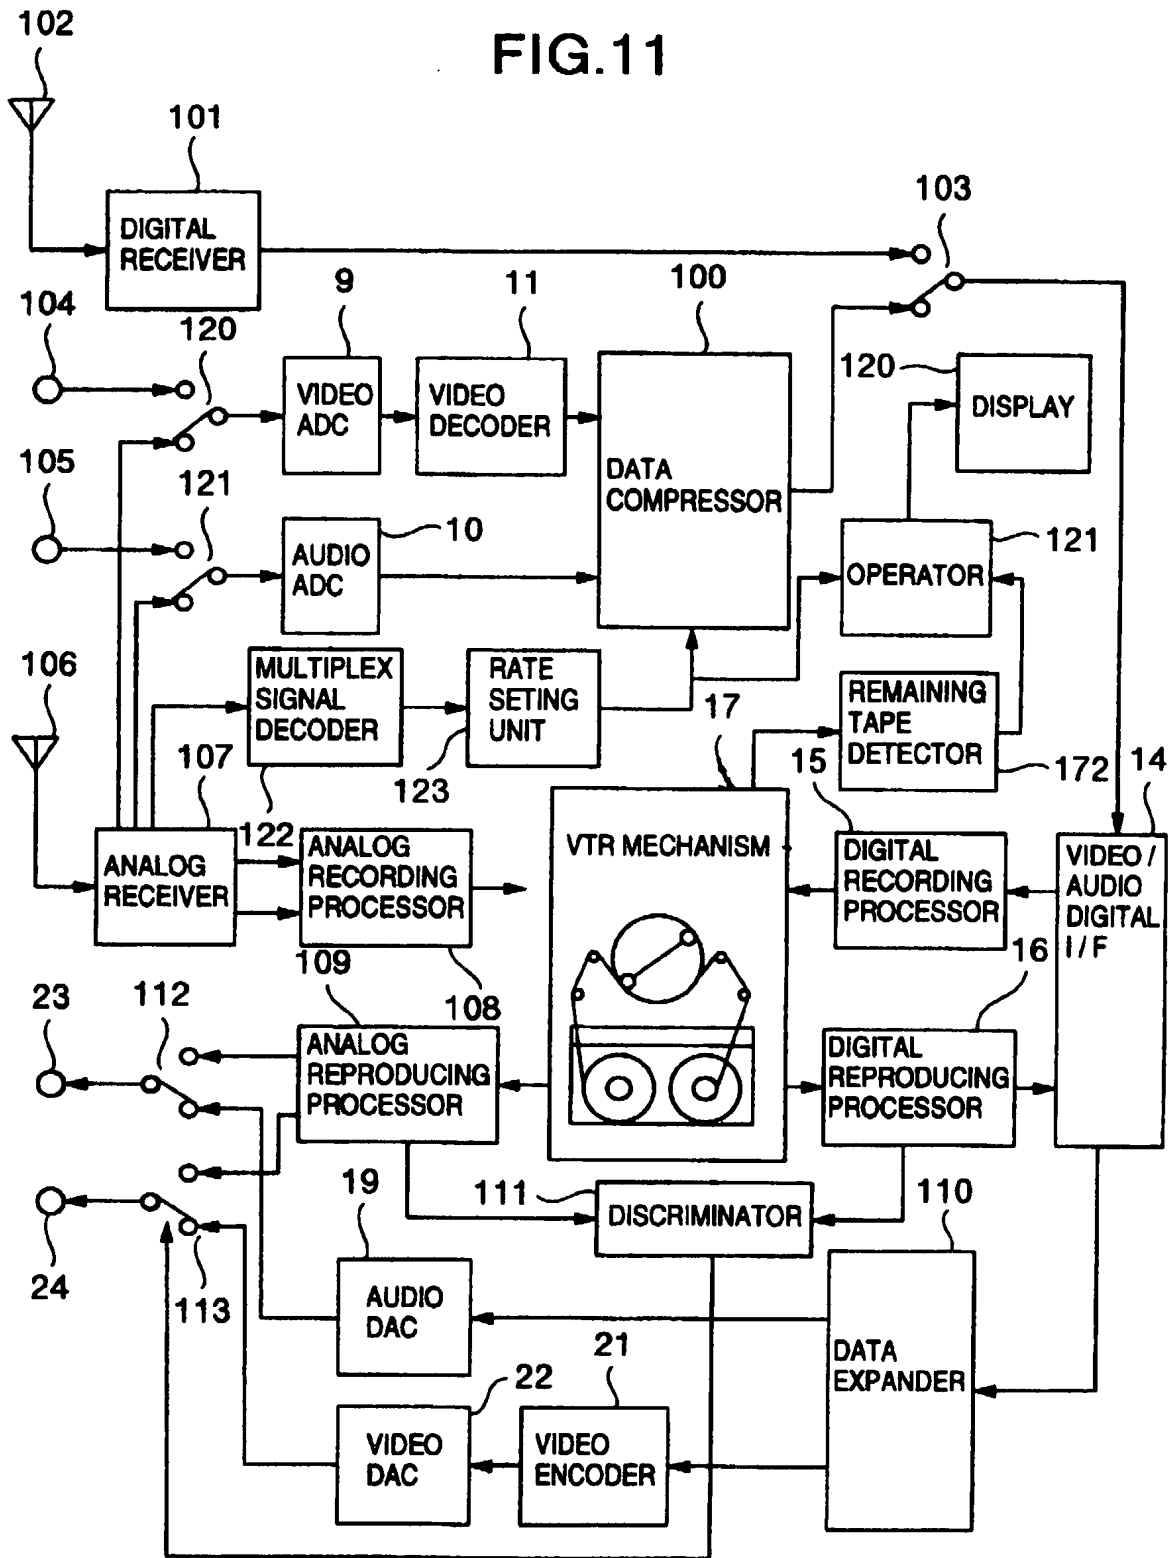 FIG.11
102
101
DIGITAL
RECEIVER
103
9
11
100
104
120
VIDEO
ADC
VIDEO
DECODER
DATA
COMPRESSOR
120
DISPLAY
105
121
10
AUDIO
ADC
121
OPERATOR
106
MULTIPLEX
SIGNAL
DECODER
RATE
SETING
UNIT
17
REMAINING
TAPE
DETECTOR
107
122
123
15
172
14
ANALOG
RECEIVER
ANALOG
RECORDING
PROCESSOR
VTR MECHANISM
DIGITAL
RECORDING
PROCESSOR
VIDEO /
AUDIO
DIGITAL
I/F
109
108
16
23
112
ANALOG
REPRODUCING
PROCESSOR
DIGITAL
REPRODUCING
PROCESSOR
24
113
19
111
DISCRIMINATOR
110
AUDIO
DAC
DATA
EXPANDER
22
21
VIDEO
DAC
VIDEO
ENCODER